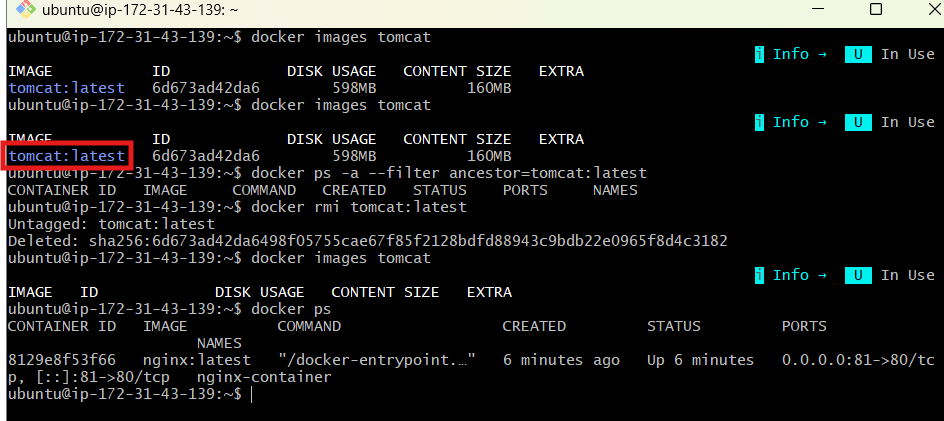 ubuntu@ip-172-31-43-139: ~
ubuntu@ip-172-31-43-139:~$ docker images tomcat
i Info → U In Use
IMAGE ID DISK USAGE CONTENT SIZE EXTRA
tomcat:latest 6d673ad42da6 598MB 160MB
ubuntu@ip-172-31-43-139:~$ docker images tomcat
i Info → U In Use
IMAGE ID DISK USAGE CONTENT SIZE EXTRA
tomcat:latest 6d673ad42da6 598MB 160MB
ubuntu@ip-172-31-43-139:~$ docker ps -a --filter ancestor=tomcat:latest
CONTAINER ID IMAGE COMMAND CREATED STATUS PORTS NAMES
ubuntu@ip-172-31-43-139:~$ docker rmi tomcat:latest
Untagged: tomcat:latest
Deleted: sha256:6d673ad42da6498f05755cae67f85f2128bdfd88943c9bdb22e0965f8d4c3182
ubuntu@ip-172-31-43-139:~$ docker images tomcat
i Info → U In Use
IMAGE ID DISK USAGE CONTENT SIZE EXTRA
ubuntu@ip-172-31-43-139:~$ docker ps
CONTAINER ID IMAGE COMMAND CREATED STATUS PORTS
NAMES
8129e8f53f66 nginx:latest "/docker-entrypoint.…" 6 minutes ago Up 6 minutes 0.0.0.0:81->80/tc
p, [::]:81->80/tcp nginx-container
ubuntu@ip-172-31-43-139:~$